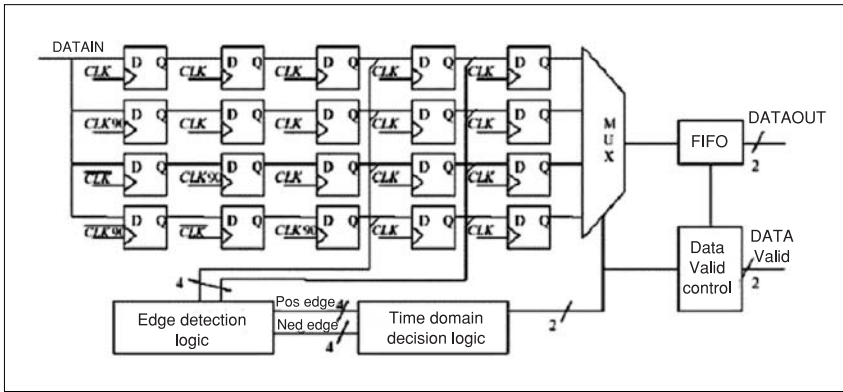 DATAIN
D Q D Q D Q D Q D Q
CLK CLK CLK CLK CLK
D Q D Q D Q D Q D Q
CLK90 CLK CLK CLK CLK
D Q D Q D Q D Q D Q
CLK CLK90 CLK CLK CLK
D Q D Q D Q D Q D Q
CLK90 CLK CLK90 CLK CLK
MUX
FIFO
DATAOUT
2
Data
Valid
control
DATA
Valid
2
4
Edge detection
logic
Pos edge
4
Ned edge
4
Time domain
decision logic
2